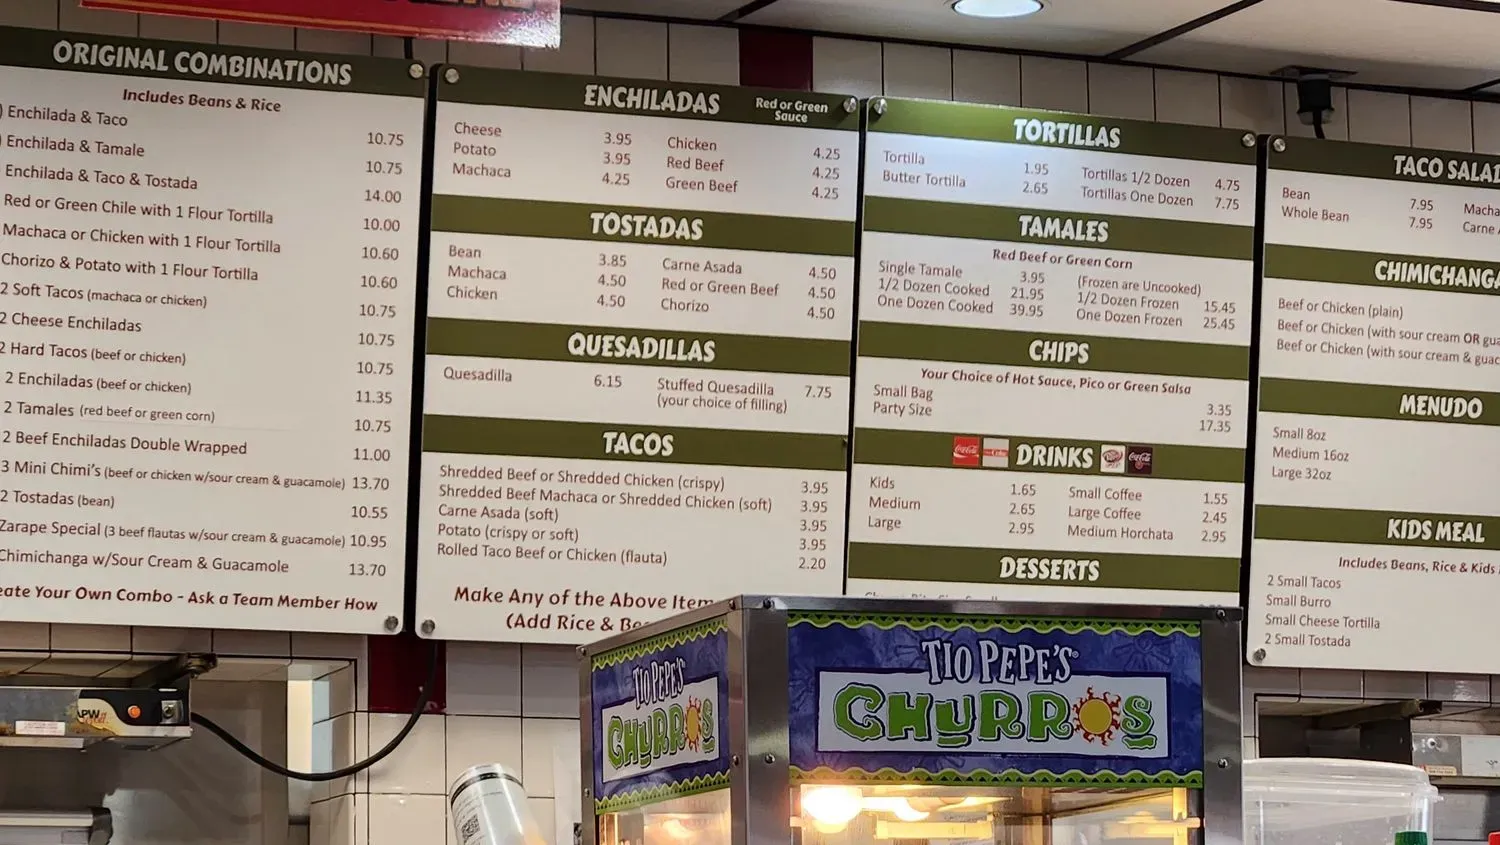 ORIGINAL COMBINATIONS
Includes Beans & Rice
) Enchilada & Taco 10.75
) Enchilada & Tamale 10.75
Enchilada & Taco & Tostada 14.00
Red or Green Chile with 1 Flour Tortilla 10.00
Machaca or Chicken with 1 Flour Tortilla 10.60
Chorizo & Potato with 1 Flour Tortilla 10.60
2 Soft Tacos (machaca or chicken) 10.75
2 Cheese Enchiladas 10.75
2 Hard Tacos (beef or chicken) 10.75
2 Enchiladas (beef or chicken) 11.35
2 Tamales (red beef or green corn) 10.75
2 Beef Enchiladas Double Wrapped 11.00
3 Mini Chimi's (beef or chicken w/sour cream & guacamole) 13.70
2 Tostadas (bean) 10.55
Zarape Special (3 beef flautas w/sour cream & guacamole) 10.95
Chimichanga w/Sour Cream & Guacamole 13.70
eate Your Own Combo - Ask a Team Member How
ENCHILADAS Red or Green
Sauce
Cheese 3.95 Chicken 4.25
Potato 3.95 Red Beef 4.25
Machaca 4.25 Green Beef 4.25
TOSTADAS
Bean 3.85 Carne Asada 4.50
Machaca 4.50 Red or Green Beef 4.50
Chicken 4.50 Chorizo 4.50
QUESADILLAS
Quesadilla 6.15 Stuffed Quesadilla 7.75
(your choice of filling)
TACOS
Shredded Beef or Shredded Chicken (crispy) 3.95
Shredded Beef Machaca or Shredded Chicken (soft) 3.95
Carne Asada (soft) 3.95
Potato (crispy or soft) 3.95
Rolled Taco Beef or Chicken (flauta) 2.20
Make Any of the Above Item
(Add Rice & Be
TORTILLAS
Tortilla 1.95 Tortillas 1/2 Dozen 4.75
Butter Tortilla 2.65 Tortillas One Dozen 7.75
TAMALES
Red Beef or Green Corn
Single Tamale 3.95 (Frozen are Uncooked)
1/2 Dozen Cooked 21.95 1/2 Dozen Frozen 15.45
One Dozen Cooked 39.95 One Dozen Frozen 25.45
CHIPS
Your Choice of Hot Sauce, Pico or Green Salsa
Small Bag 3.35
Party Size 17.35
Coca-Cola DRINKS Coca-Cola
Kids 1.65 Small Coffee 1.55
Medium 2.65 Large Coffee 2.45
Large 2.95 Medium Horchata 2.95
DESSERTS
TACO SALAD
Bean 7.95 Macha
Whole Bean 7.95 Carne A
CHIMICHANGA
Beef or Chicken (plain)
Beef or Chicken (with sour cream OR gua
Beef or Chicken (with sour cream & guac
MENUDO
Small 8oz
Medium 16oz
Large 32oz
KIDS MEAL
Includes Beans, Rice & Kids
2 Small Tacos
Small Burro
Small Cheese Tortilla
2 Small Tostada
TIO PEPE'S
CHURROS
TIO PEPE'S®
CHURROS
APW